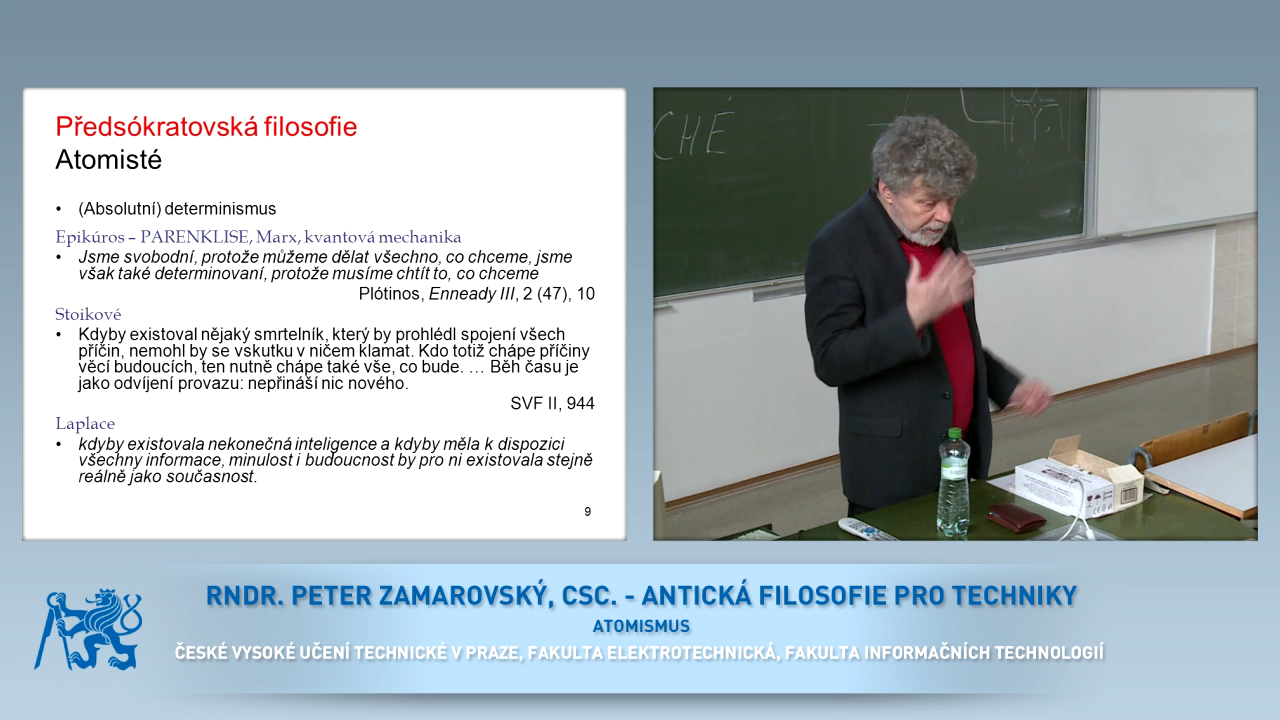 Předsókratovská filosofie
Atomisté
• (Absolutní) determinismus
Epikúros – PARENKLISE, Marx, kvantová mechanika
• Jsme svobodní, protože můžeme dělat všechno, co chceme, jsme
však také determinovaní, protože musíme chtít to, co chceme
Plótinos, Enneady III, 2 (47), 10
Stoikové
• Kdyby existoval nějaký smrtelník, který by prohlédl spojení všech
příčin, nemohl by se vskutku v ničem klamat. Kdo totiž chápe příčiny
věcí budoucích, ten nutně chápe také vše, co bude. … Běh času je
jako odvíjení provazu: nepřináší nic nového.
SVF II, 944
Laplace
• kdyby existovala nekonečná inteligence a kdyby měla k dispozici
všechny informace, minulost i budoucnost by pro ni existovala stejně
reálně jako současnost.
9
CHÉ
RNDR. PETER ZAMAROVSKÝ, CSC. - ANTICKÁ FILOSOFIE PRO TECHNIKY
ATOMISMUS
ČESKÉ VYSOKÉ UČENÍ TECHNICKÉ V PRAZE, FAKULTA ELEKTROTECHNICKÁ, FAKULTA INFORMAČNÍCH TECHNOLOGIÍ